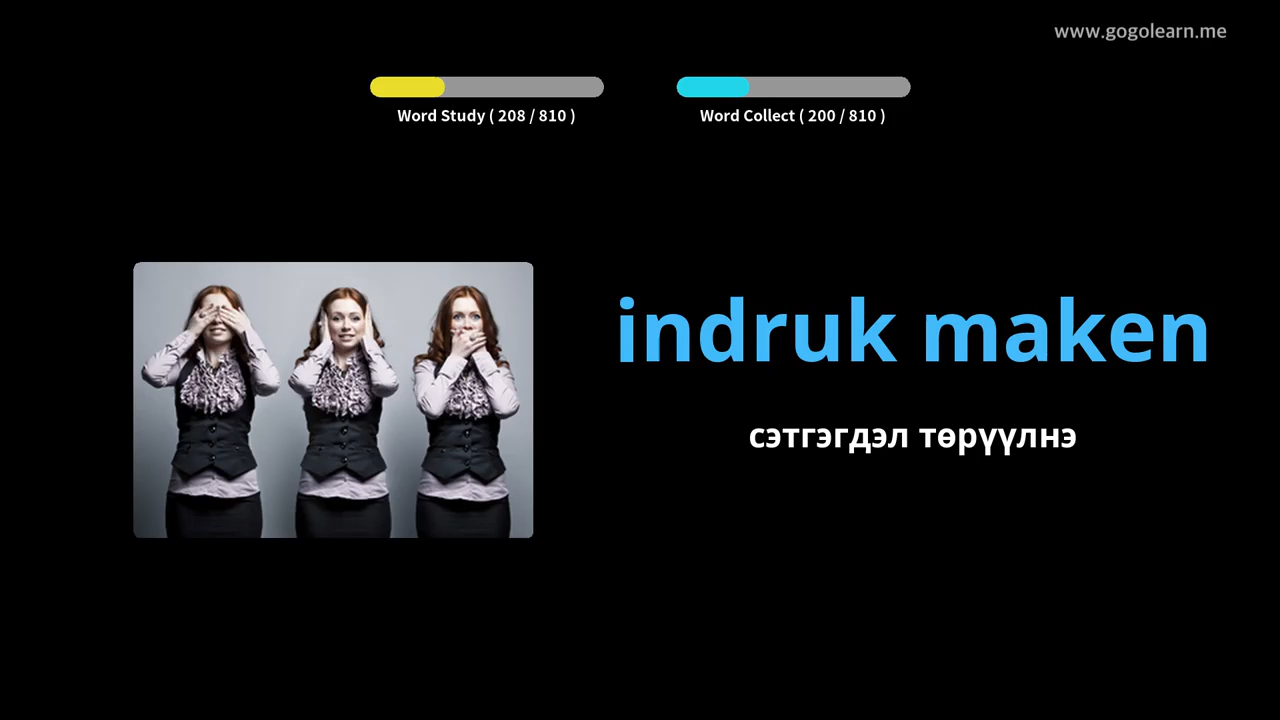 www.gogolearn.me
Word Study ( 208 / 810 )
Word Collect ( 200 / 810 )
indruk maken
сэтгэгдэл төрүүлнэ